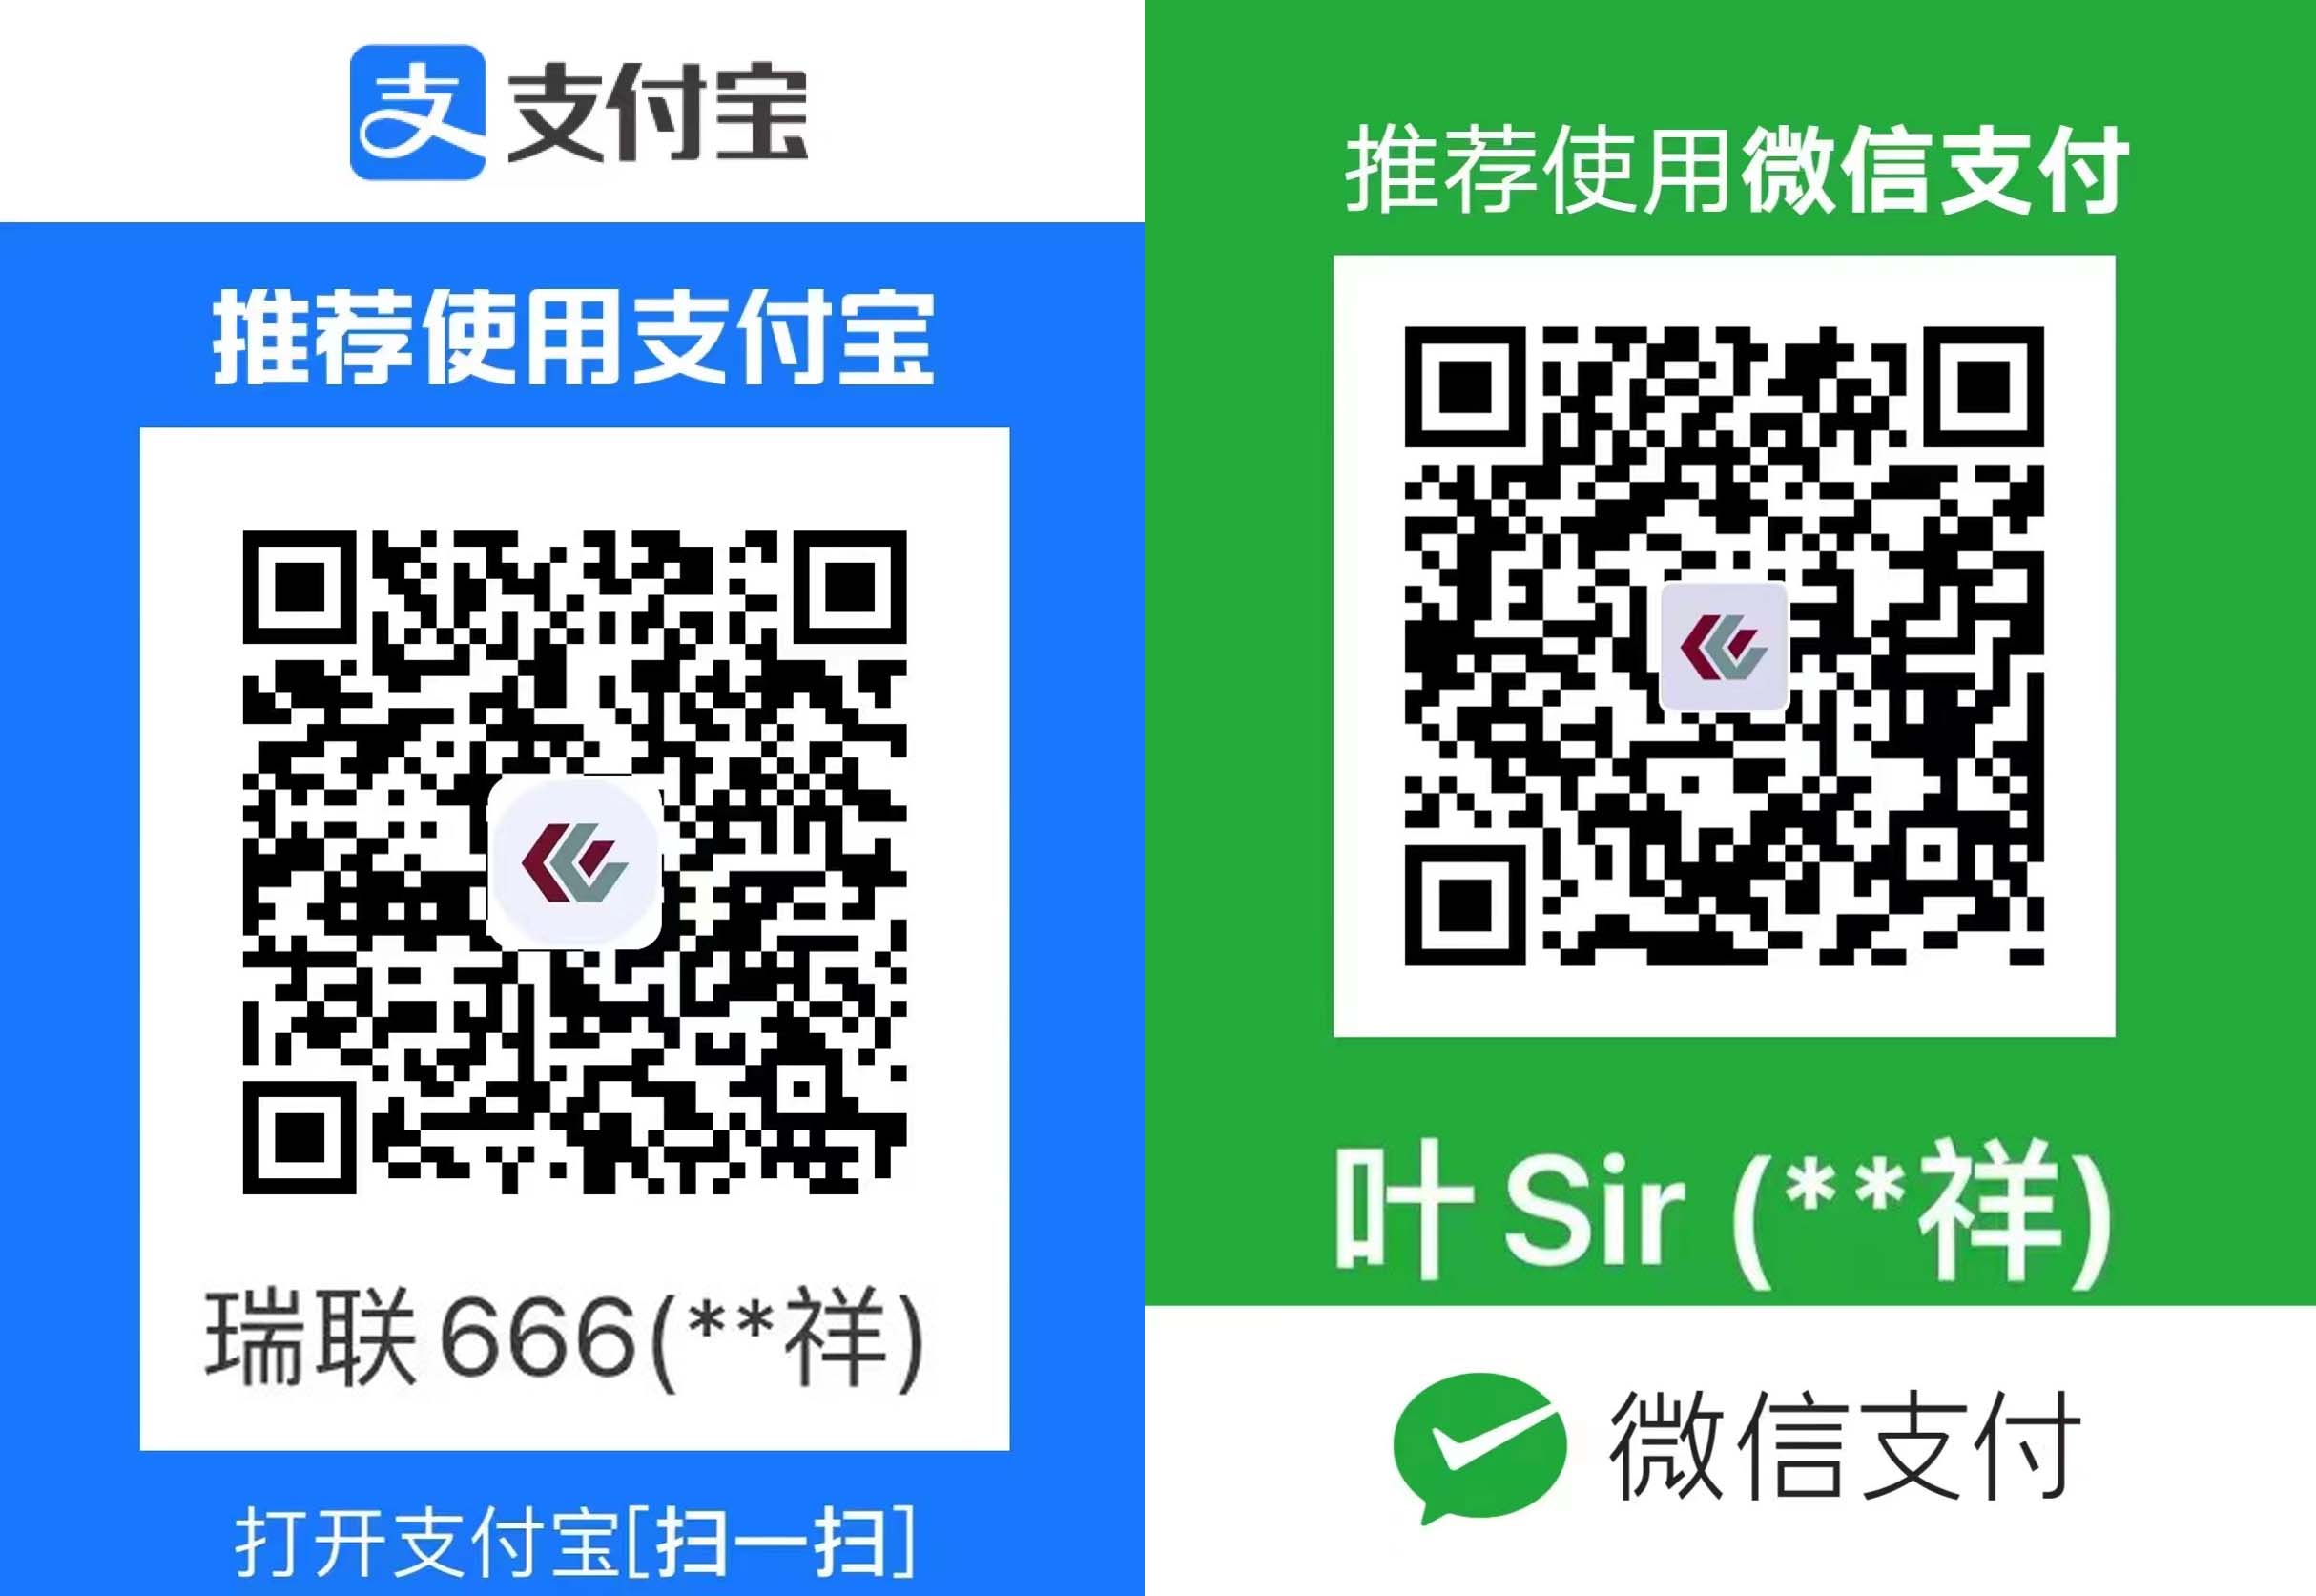 支 支付宝
推荐使用支付宝
瑞联666(**祥)
打开支付宝[扫一扫]
推荐使用微信支付
叶Sir (**祥)
微信支付